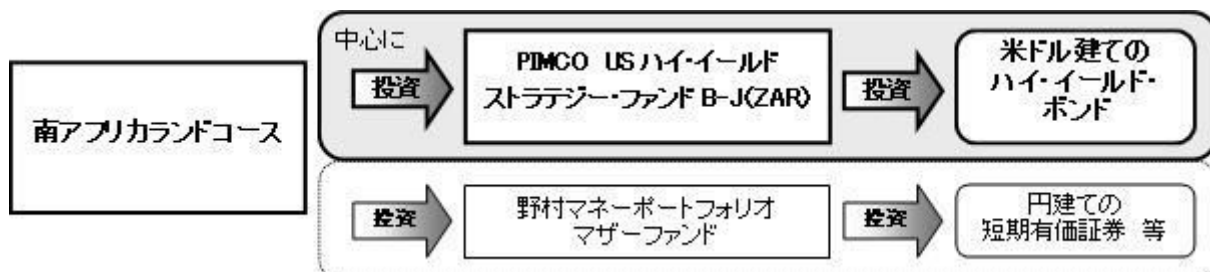 南アフリカランドコース
中心に
投資
PIMCO USハイ・イールド
ストラテジー・ファンド B-J(ZAR)
投資
米ドル建ての
ハイ・イールド・
ボンド
投資
野村マネーポートフォリオ
マザーファンド
投資
円建ての
短期有価証券 等